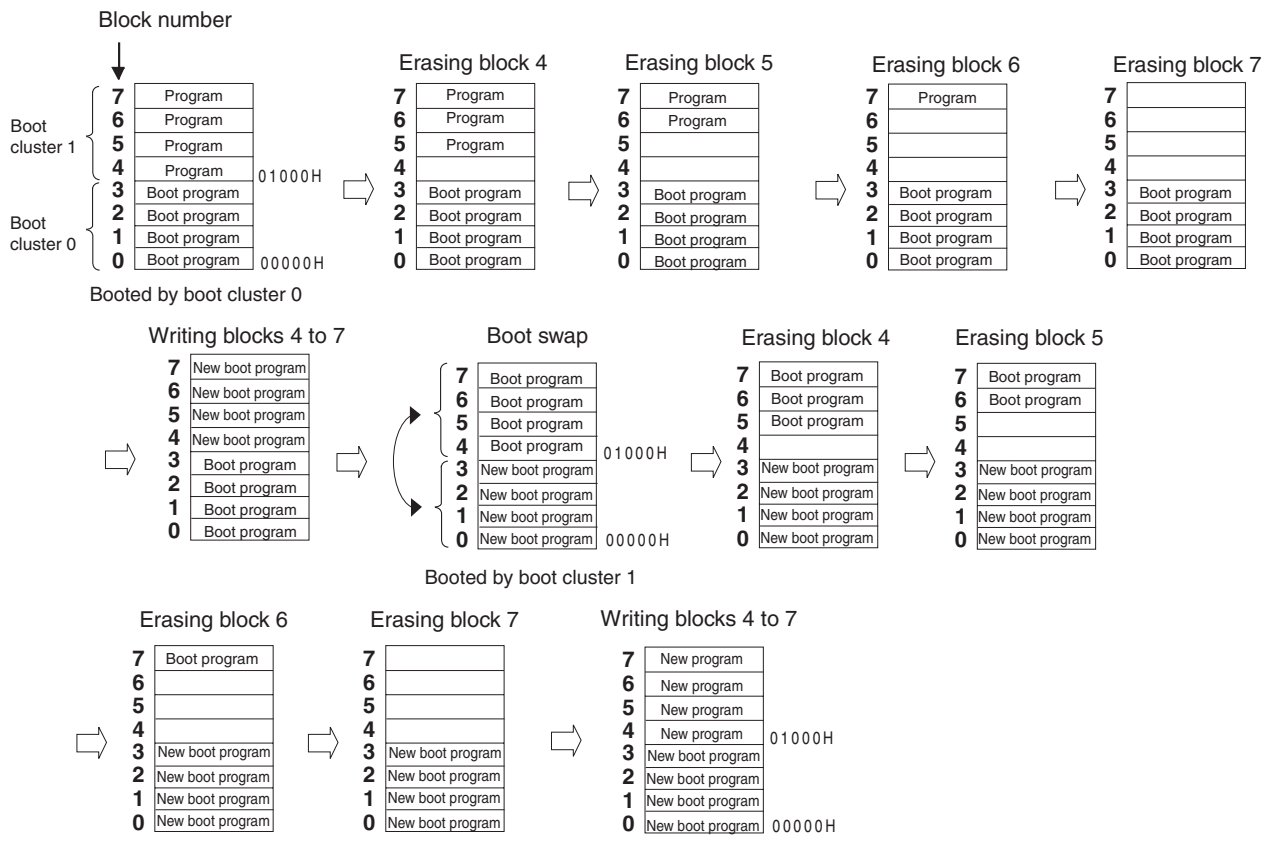 Block number
Erasing block 4
Erasing block 5
Erasing block 6
Erasing block 7
Boot
cluster 1
Boot
cluster 0
7 Program
6 Program
5 Program
4 Program
01000H
3 Boot program
2 Boot program
1 Boot program
0 Boot program
00000H
Booted by boot cluster 0
7 Program
6 Program
5 Program
4
3 Boot program
2 Boot program
1 Boot program
0 Boot program
7 Program
6 Program
5
4
3 Boot program
2 Boot program
1 Boot program
0 Boot program
7 Program
6
5
4
3 Boot program
2 Boot program
1 Boot program
0 Boot program
7
6
5
4
3 Boot program
2 Boot program
1 Boot program
0 Boot program
Writing blocks 4 to 7
7 New boot program
6 New boot program
5 New boot program
4 New boot program
3 Boot program
2 Boot program
1 Boot program
0 Boot program
Boot swap
7 Boot program
6 Boot program
5 Boot program
4 Boot program
01000H
3 New boot program
2 New boot program
1 New boot program
0 New boot program
00000H
Booted by boot cluster 1
Erasing block 4
7 Boot program
6 Boot program
5 Boot program
4
3 New boot program
2 New boot program
1 New boot program
0 New boot program
Erasing block 5
7 Boot program
6 Boot program
5
4
3 New boot program
2 New boot program
1 New boot program
0 New boot program
Erasing block 6
7 Boot program
6
5
4
3 New boot program
2 New boot program
1 New boot program
0 New boot program
Erasing block 7
7
6
5
4
3 New boot program
2 New boot program
1 New boot program
0 New boot program
Writing blocks 4 to 7
7 New program
6 New program
5 New program
4 New program
01000H
3 New boot program
2 New boot program
1 New boot program
0 New boot program
00000H